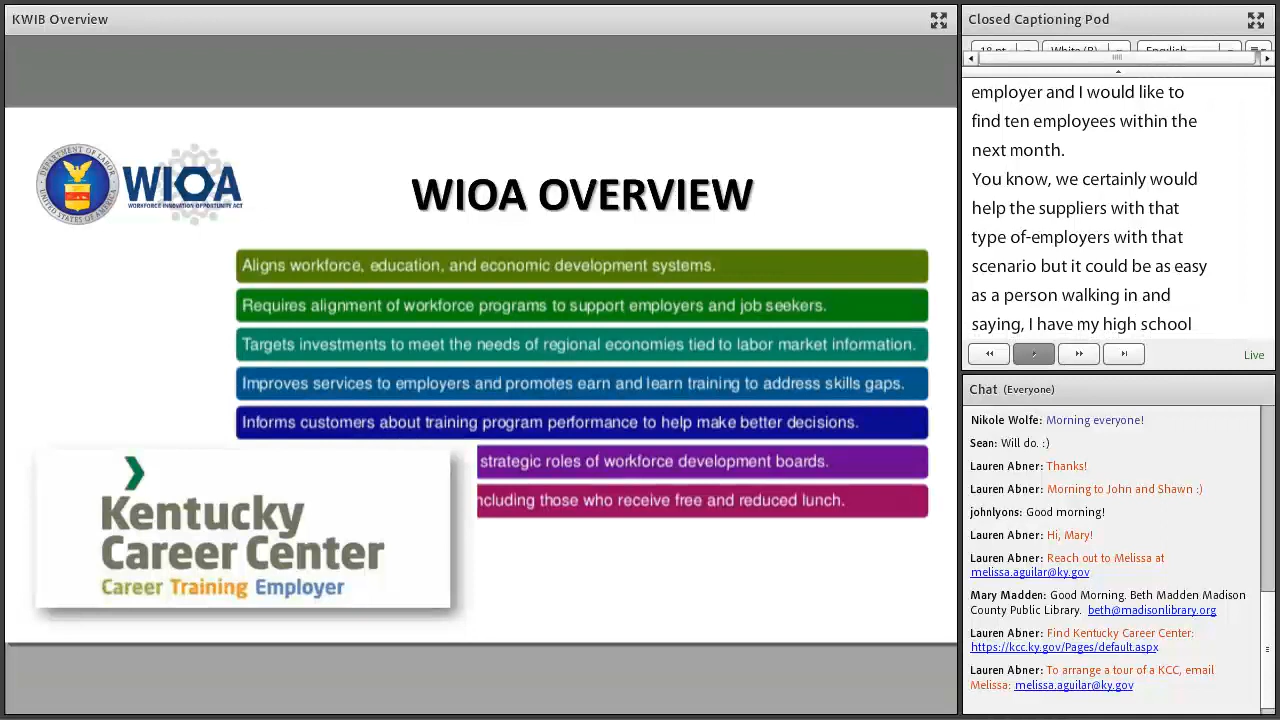 KWIB Overview
WIOA
WORKFORCE INNOVATION OPPORTUNITY ACT
DEPARTMENT OF LABOR
UNITED STATES OF AMERICA
WIOA OVERVIEW
Aligns workforce, education, and economic development systems.
Requires alignment of workforce programs to support employers and job seekers.
Targets investments to meet the needs of regional economies tied to labor market information.
Improves services to employers and promotes earn and learn training to address skills gaps.
Informs customers about training program performance to help make better decisions.
strategic roles of workforce development boards.
ncluding those who receive free and reduced lunch.
Kentucky
Career Center
Career Training Employer
Closed Captioning Pod
18 pt
White (B)
English
employer and I would like to
find ten employees within the
next month.
You know, we certainly would
help the suppliers with that
type of-employers with that
scenario but it could be as easy
as a person walking in and
saying, I have my high school
Live
Chat (Everyone)
Nikole Wolfe: Morning everyone!
Sean: Will do. :)
Lauren Abner: Thanks!
Lauren Abner: Morning to John and Shawn :)
johnlyons: Good morning!
Lauren Abner: Hi, Mary!
Lauren Abner: Reach out to Melissa at
melissa.aguilar@ky.gov
Mary Madden: Good Morning. Beth Madden Madison
County Public Library. beth@madisonlibrary.org
Lauren Abner: Find Kentucky Career Center:
https://kcc.ky.gov/Pages/default.aspx
Lauren Abner: To arrange a tour of a KCC, email
Melissa: melissa.aguilar@ky.gov